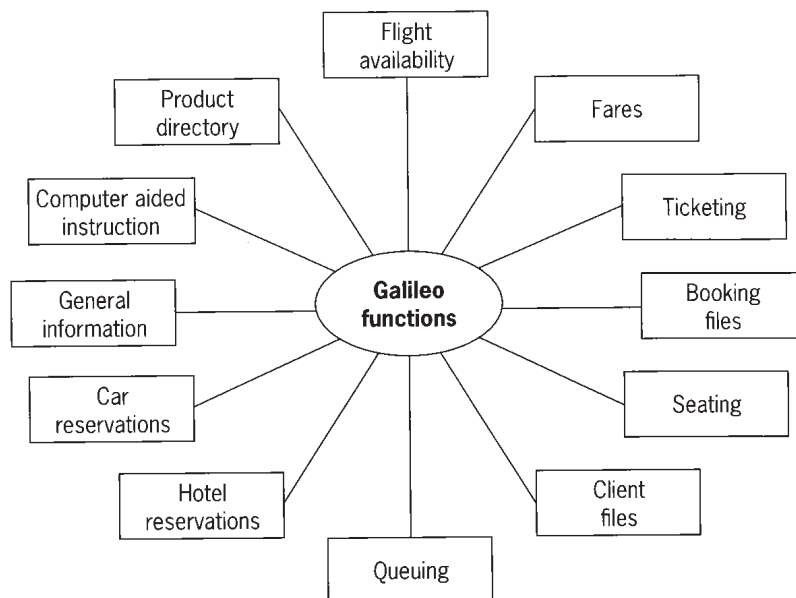 Flight
availability
Fares
Ticketing
Booking
files
Seating
Client
files
Queuing
Hotel
reservations
Car
reservations
General
information
Computer aided
instruction
Product
directory
Galileo
functions